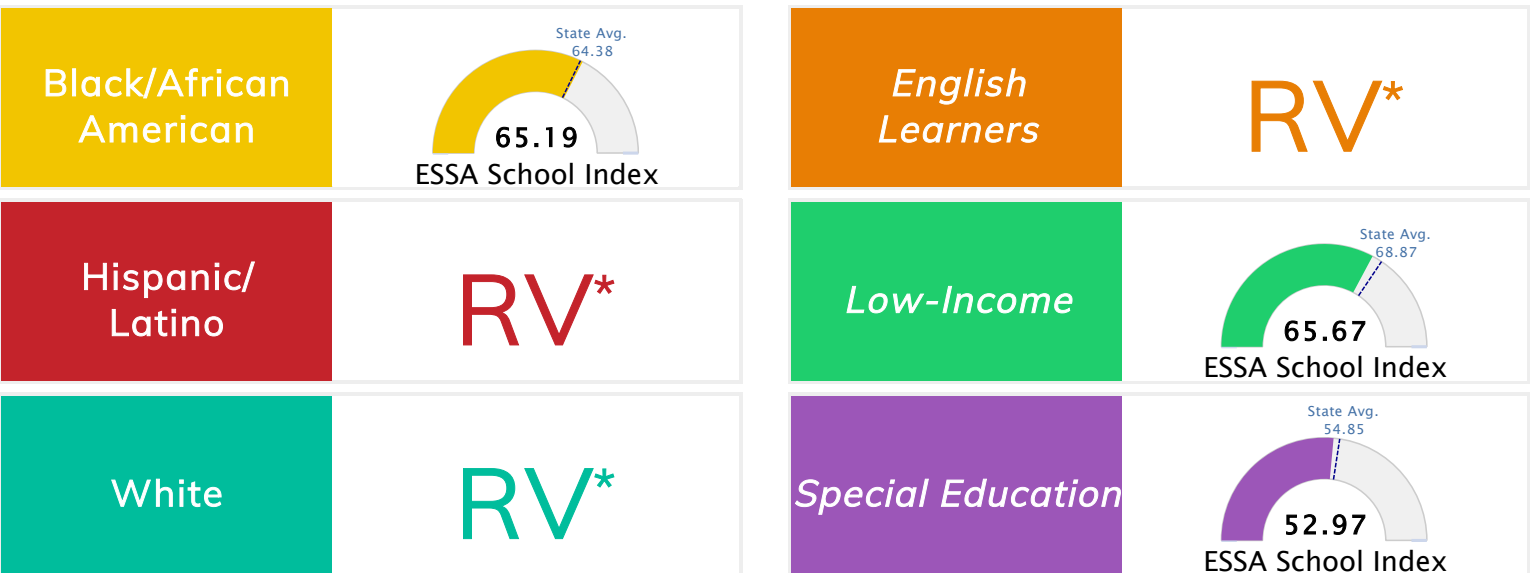 Black/African
American
State Avg.
64.38
65.19
ESSA School Index
English
Learners
RV*
Hispanic/
Latino
RV*
Low-Income
State Avg.
68.87
65.67
ESSA School Index
White
RV*
Special Education
State Avg.
54.85
52.97
ESSA School Index